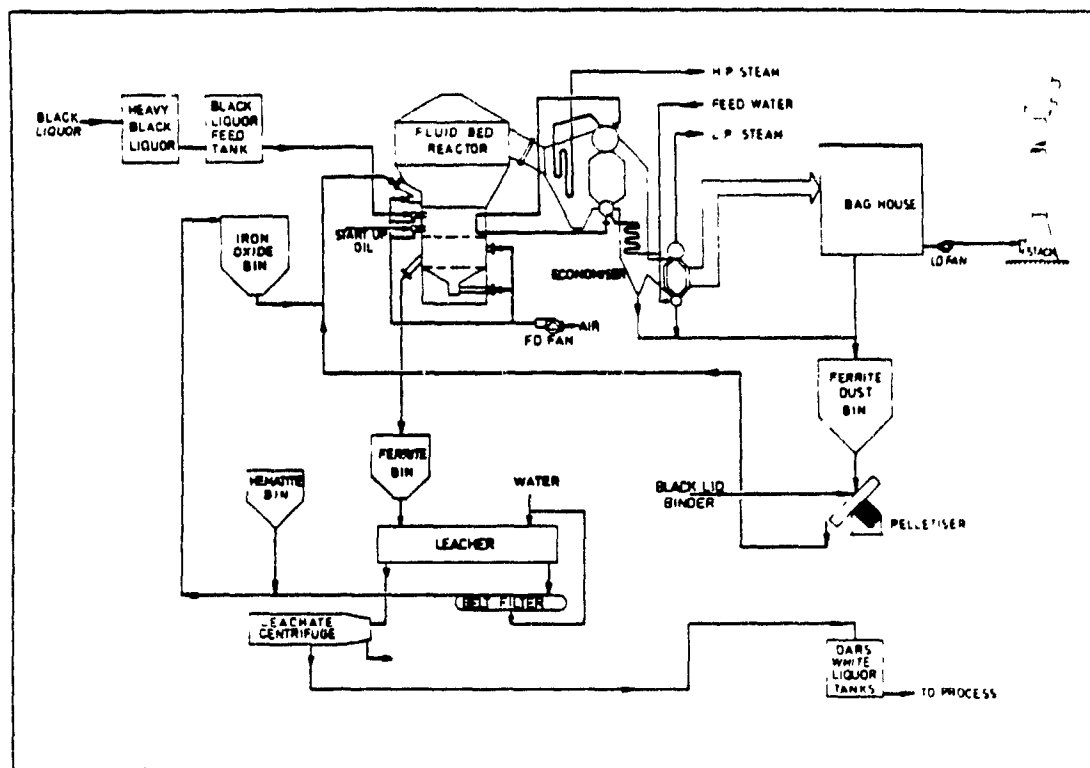 H.P. STEAM
FEED WATER
L.P. STEAM
BLACK
LIQUOR
HEAVY
BLACK
LIQUOR
BLACK
LIQUOR
FEED
TANK
FLUID BED
REACTOR
BAG HOUSE
START UP
OIL
IRON
OXIDE
BIN
ECONOMISER
I.D FAN
STACK
AIR
F.D FAN
FERRITE
DUST
BIN
FERRITE
BIN
HEMATITE
BIN
WATER
BLACK LIQ
BINDER
PELLETISER
LEACHER
BELT FILTER
LEACHATE
CENTRIFUGE
DARS
WHITE
LIQUOR
TANKS
TO PROCESS